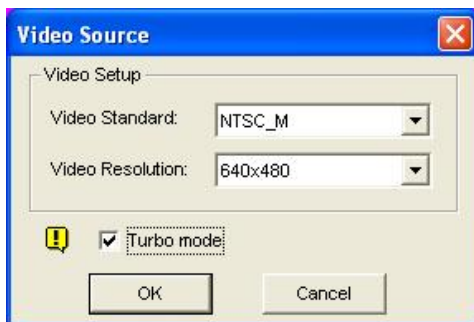 Video Source
Video Setup
Video Standard: NTSC_M
Video Resolution: 640x480
Turbo mode
OK Cancel